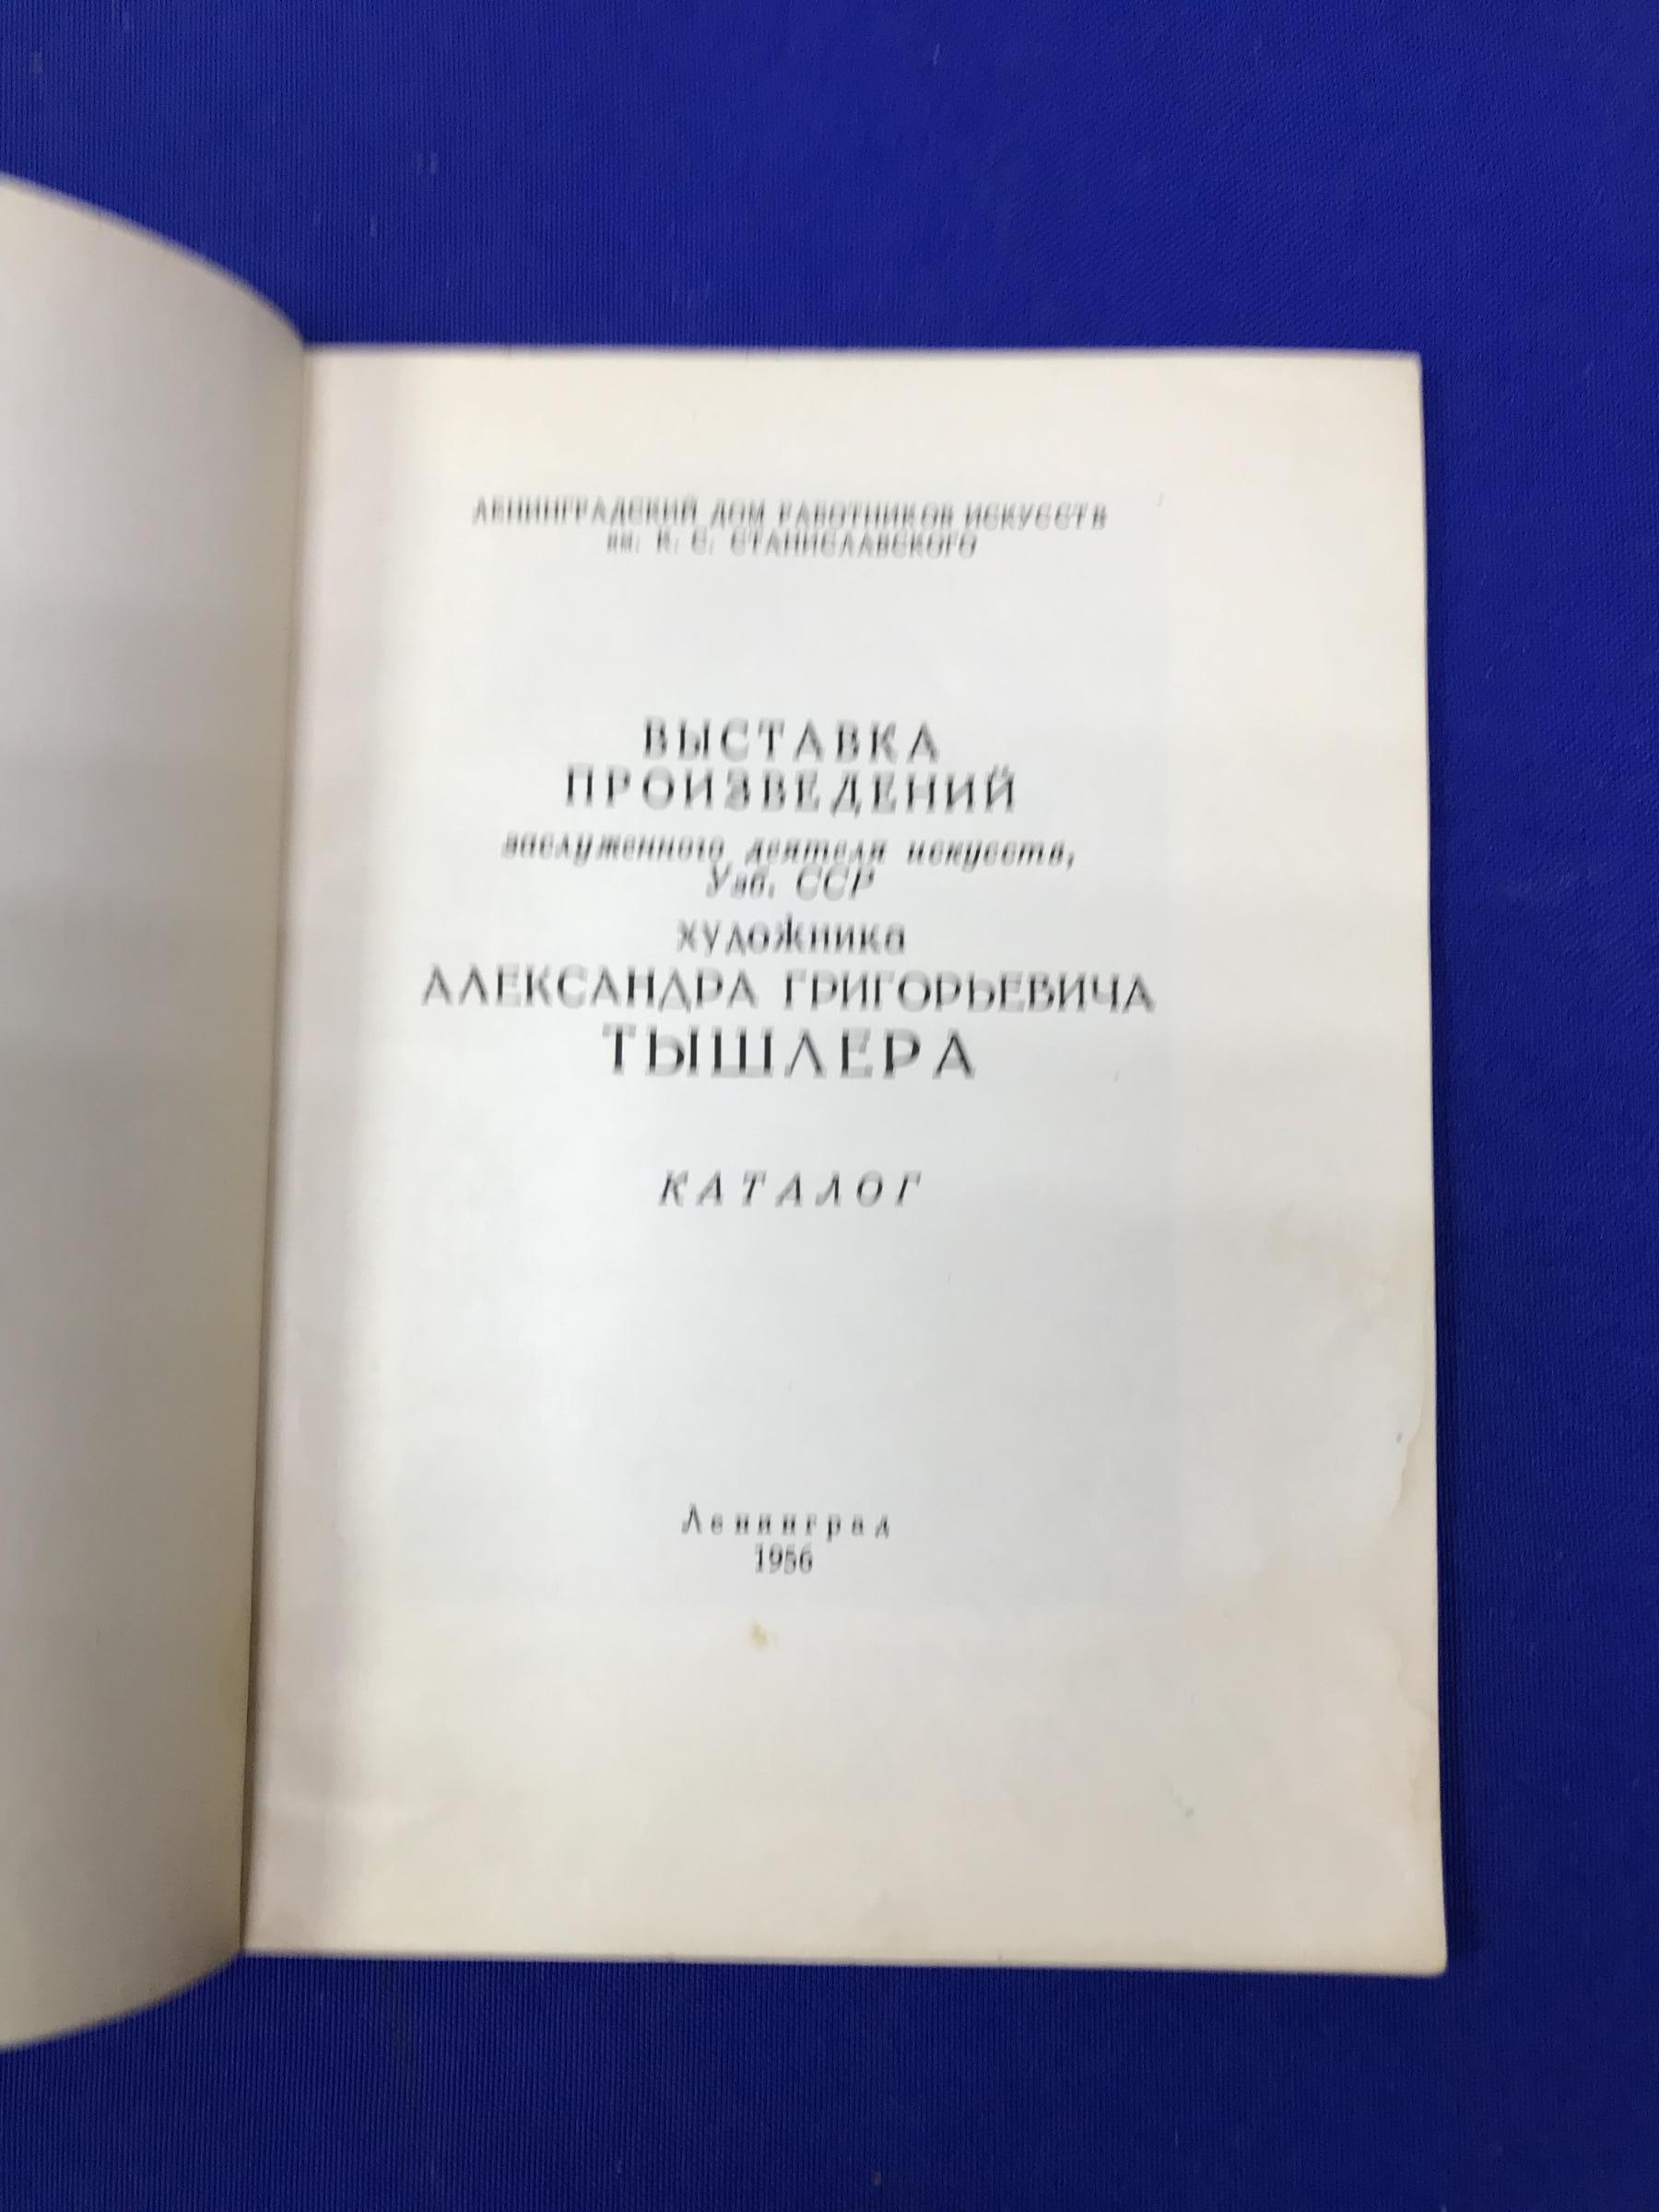 ЛЕНИНГРАДСКИЙ ДОМ РАБОТНИКОВ ИСКУССТВ
им. К. С. СТАНИСЛАВСКОГО
ВЫСТАВКА
ПРОИЗВЕДЕНИЙ
заслуженного деятеля искусств,
Узб. ССР
художника
АЛЕКСАНДРА ГРИГОРЬЕВИЧА
ТЫШЛЕРА
КАТАЛОГ
Ленинград
1956